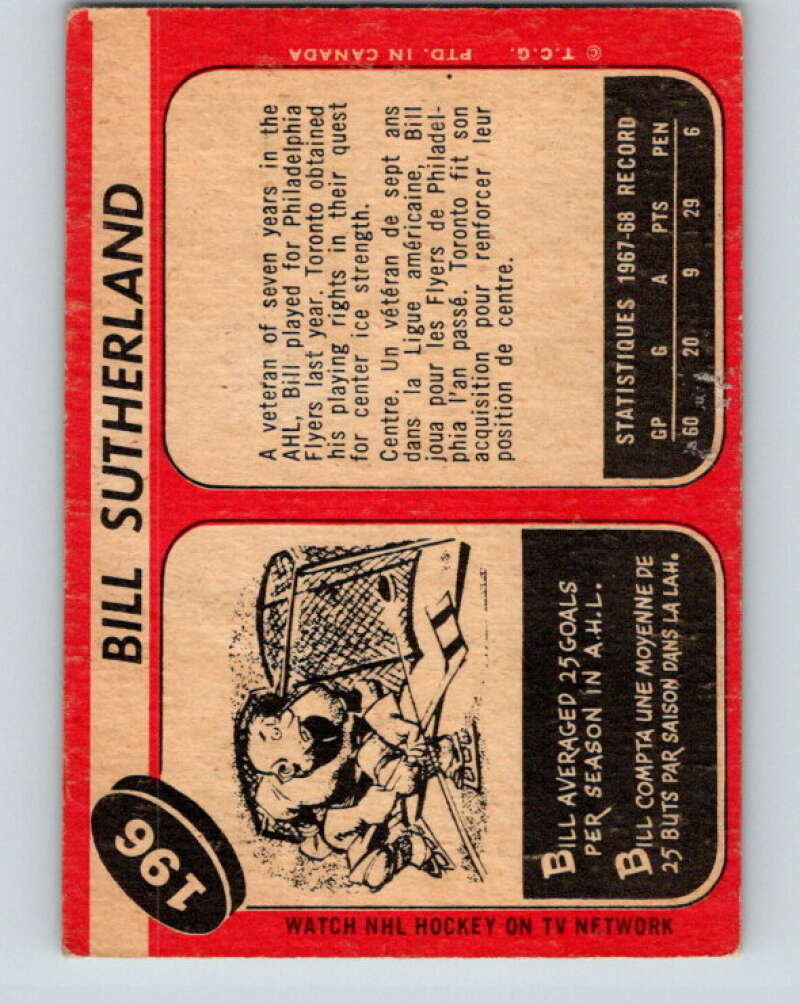 196
BILL SUTHERLAND
BILL AVERAGED 25 GOALS
PER SEASON IN A.H.L.
BILL COMPTA UNE MOYENNE DE
25 BUTS PAR SAISON DANS LA LAH.
A veteran of seven years in the
AHL, Bill played for Philadelphia
Flyers last year. Toronto obtained
his playing rights in their quest
for center ice strength.
Centre. Un vétéran de sept ans
dans la Ligue américaine, Bill
joua pour les Flyers de Philadel-
phia l'an passé. Toronto fit son
acquisition pour renforcer leur
position de centre.
STATISTIQUES 1967-68 RECORD
GP G A PTS PEN
60 20 9 29 6
WATCH NHL HOCKEY ON TV NETWORK
© T.C.G. PTD. IN CANADA